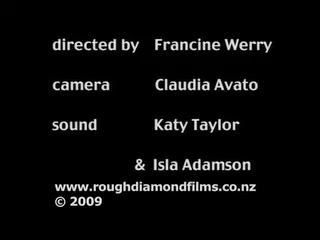 directed by Francine Werry
camera Claudia Avato
sound Katy Taylor
& Isla Adamson
www.roughdiamondfilms.co.nz
© 2009